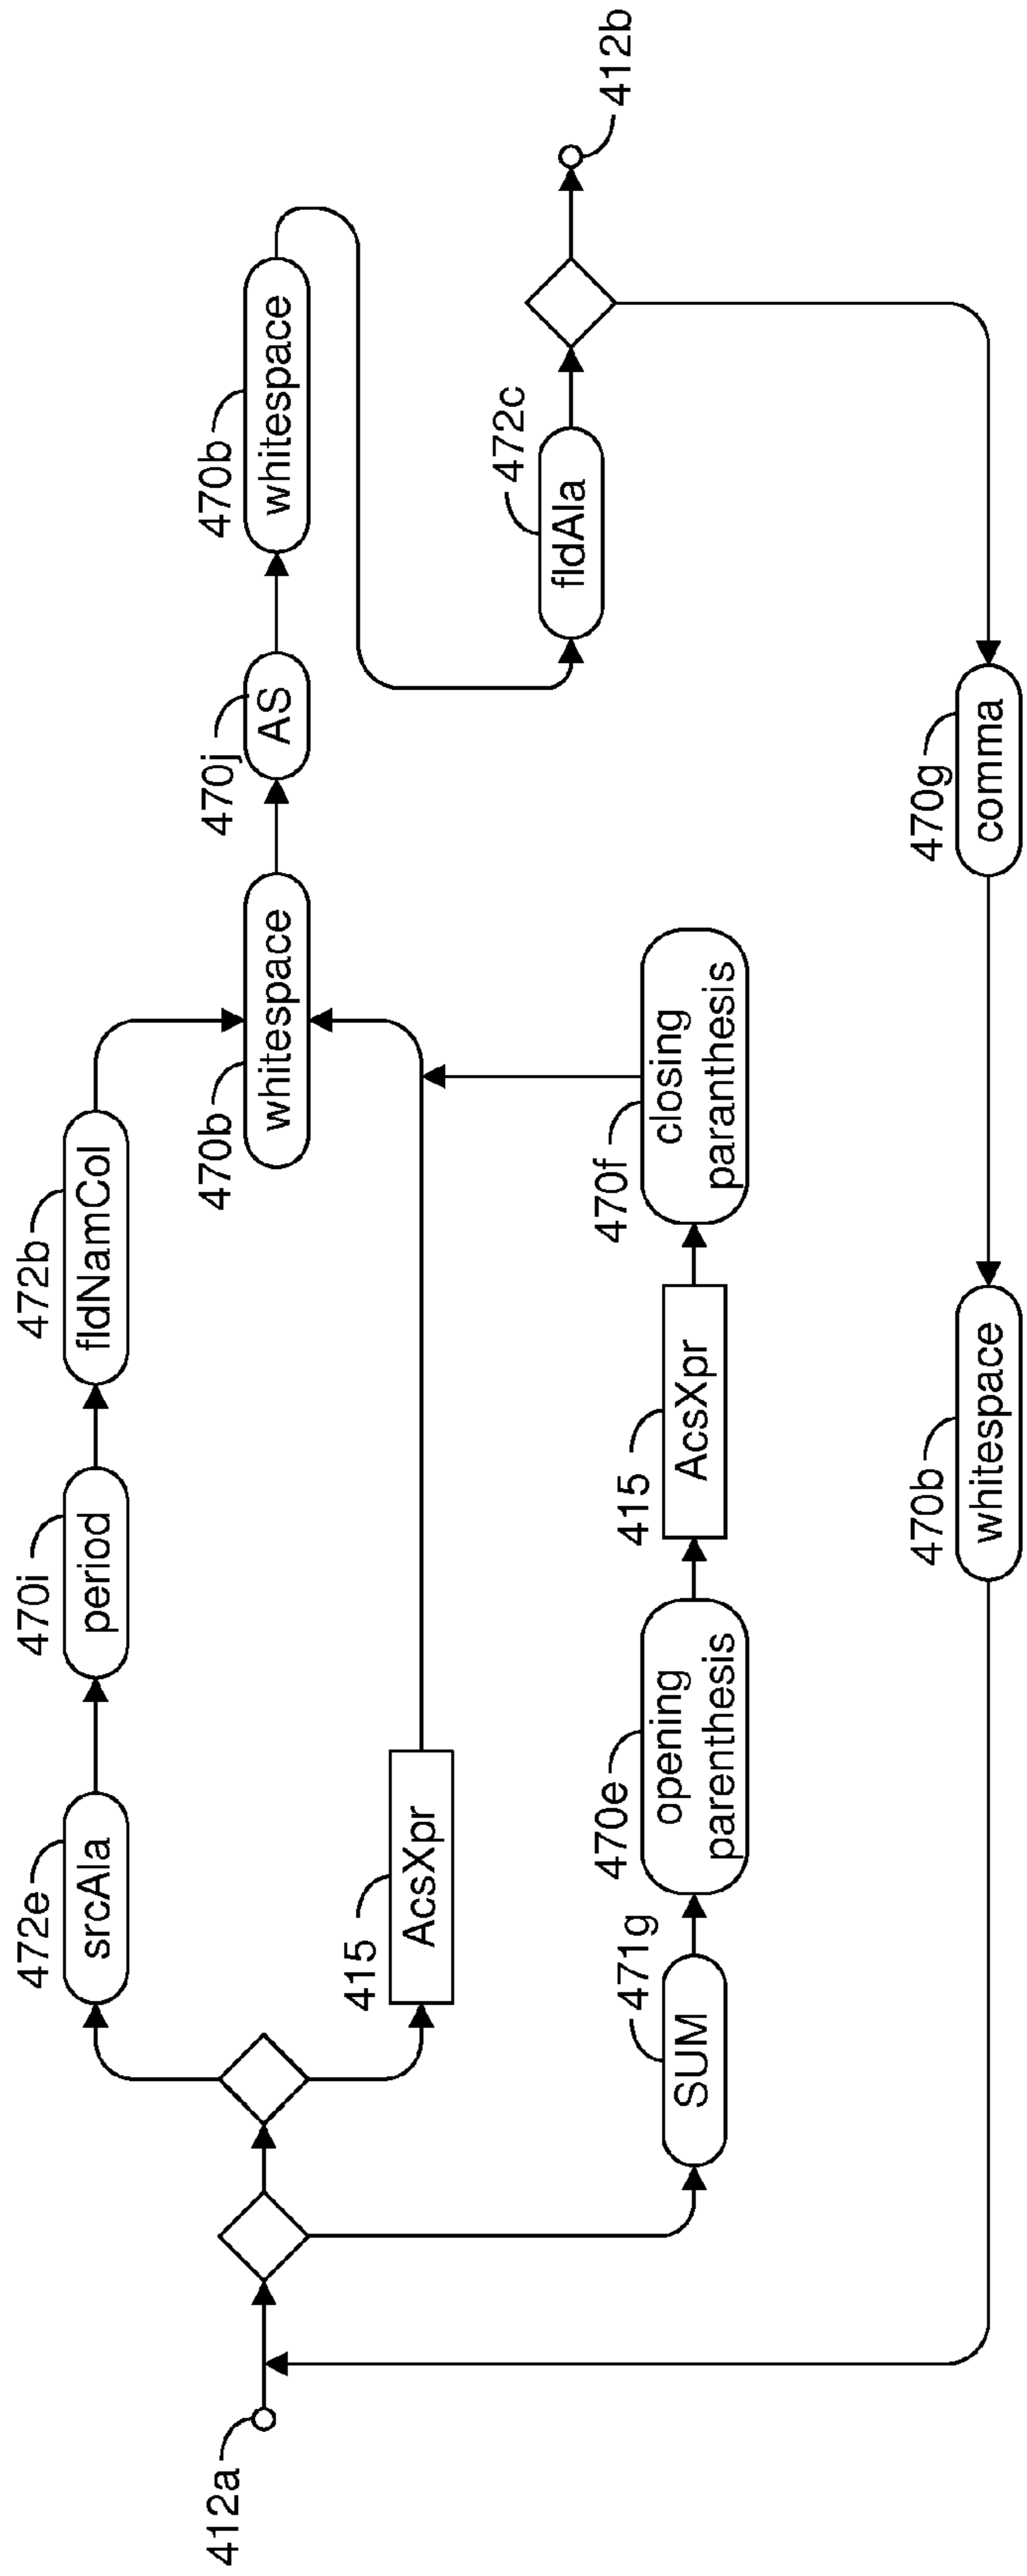 472e
srcAla
470i
period
472b
fldNamCol
412a
415
AcsXpr
470b
whitespace
470j
AS
470b
whitespace
471g
SUM
470e
opening
parenthesis
415
AcsXpr
470f
closing
paranthesis
472c
fldAla
412b
470b
whitespace
470g
comma